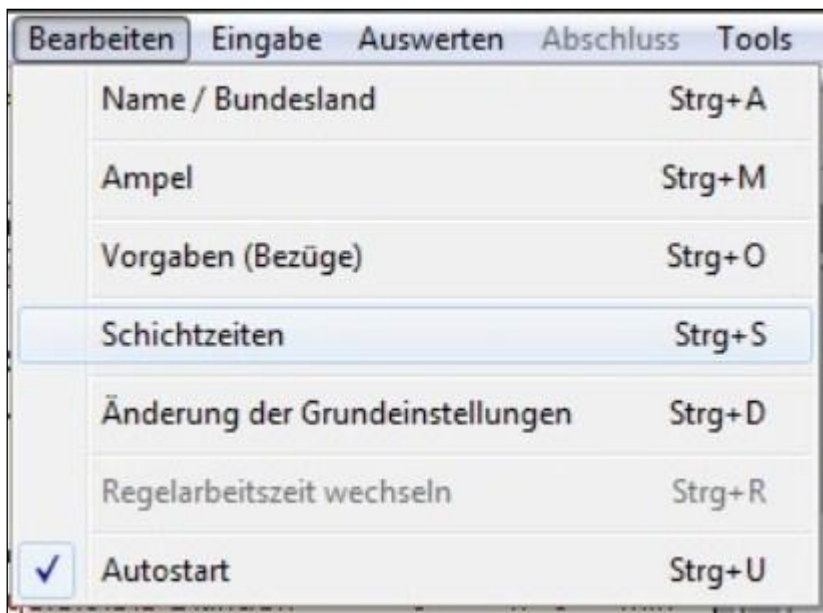 Bearbeiten Eingabe Auswerten Abschluss Tools
Name / Bundesland Strg+A
Ampel Strg+M
Vorgaben (Bezüge) Strg+O
Schichtzeiten Strg+S
Änderung der Grundeinstellungen Strg+D
Regelarbeitszeit wechseln Strg+R
Autostart Strg+U